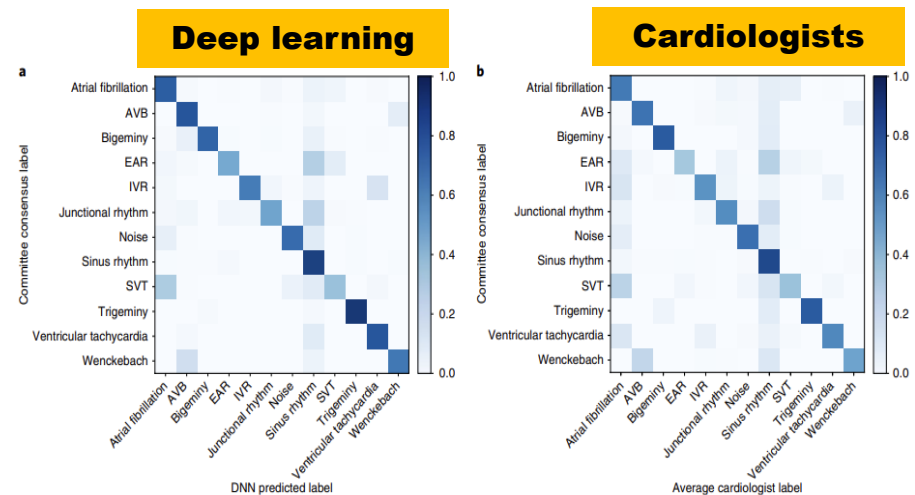 Deep learning
Cardiologists
a
Committee consensus label
Atrial fibrillation
AVB
Bigeminy
EAR
IVR
Junctional rhythm
Noise
Sinus rhythm
SVT
Trigeminy
Ventricular tachycardia
Wenckebach
Atrial fibrillation
AVB
Bigeminy
EAR
IVR
Junctional rhythm
Noise
Sinus rhythm
SVT
Trigeminy
Ventricular tachycardia
Wenckebach
DNN predicted label
1.0
0.8
0.6
0.4
0.2
0.0
b
Committee consensus label
Atrial fibrillation
AVB
Bigeminy
EAR
IVR
Junctional rhythm
Noise
Sinus rhythm
SVT
Trigeminy
Ventricular tachycardia
Wenckebach
Atrial fibrillation
AVB
Bigeminy
EAR
IVR
Junctional rhythm
Noise
Sinus rhythm
SVT
Trigeminy
Ventricular tachycardia
Wenckebach
Average cardiologist label
1.0
0.8
0.6
0.4
0.2
0.0